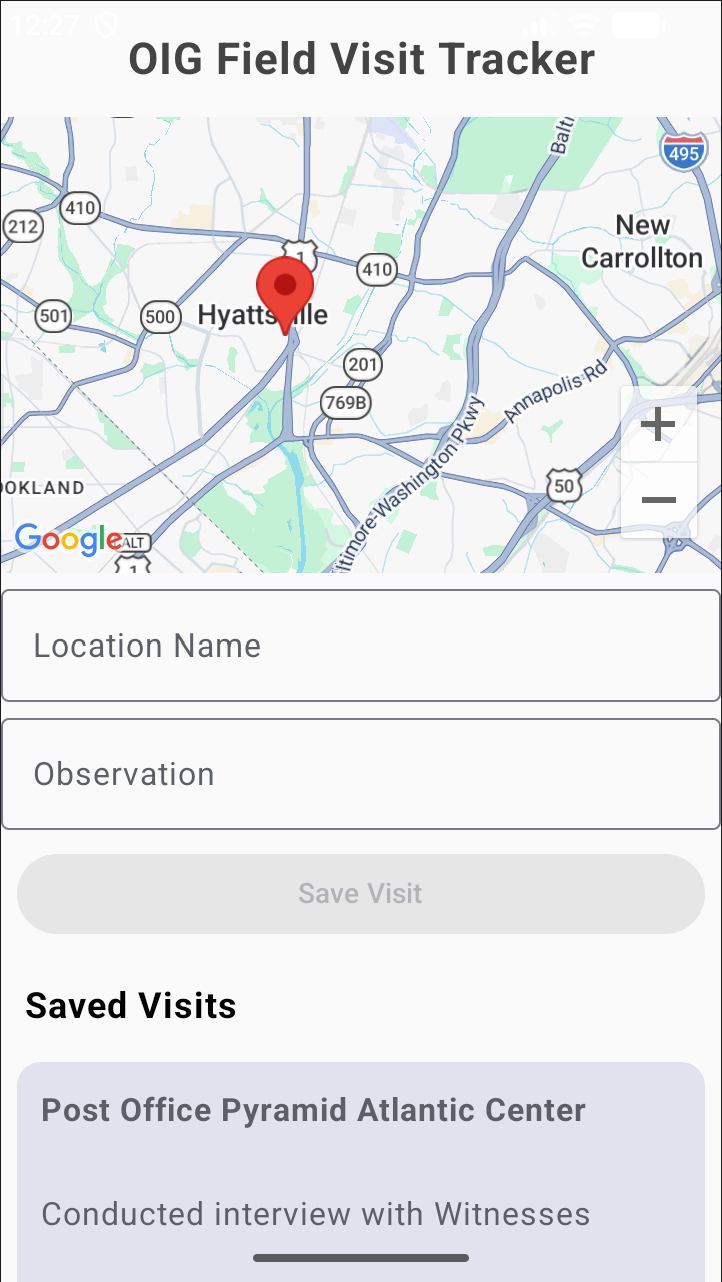 12:27
OIG Field Visit Tracker
Balti
495
410
212
New
Carrollton
1
410
501
500
Hyattsville
201
769B
Annapolis Rd
OOKLAND
50
ltimore-Washington Pkwy
Google
ALT
1
Location Name
Observation
Save Visit
Saved Visits
Post Office Pyramid Atlantic Center
Conducted interview with Witnesses